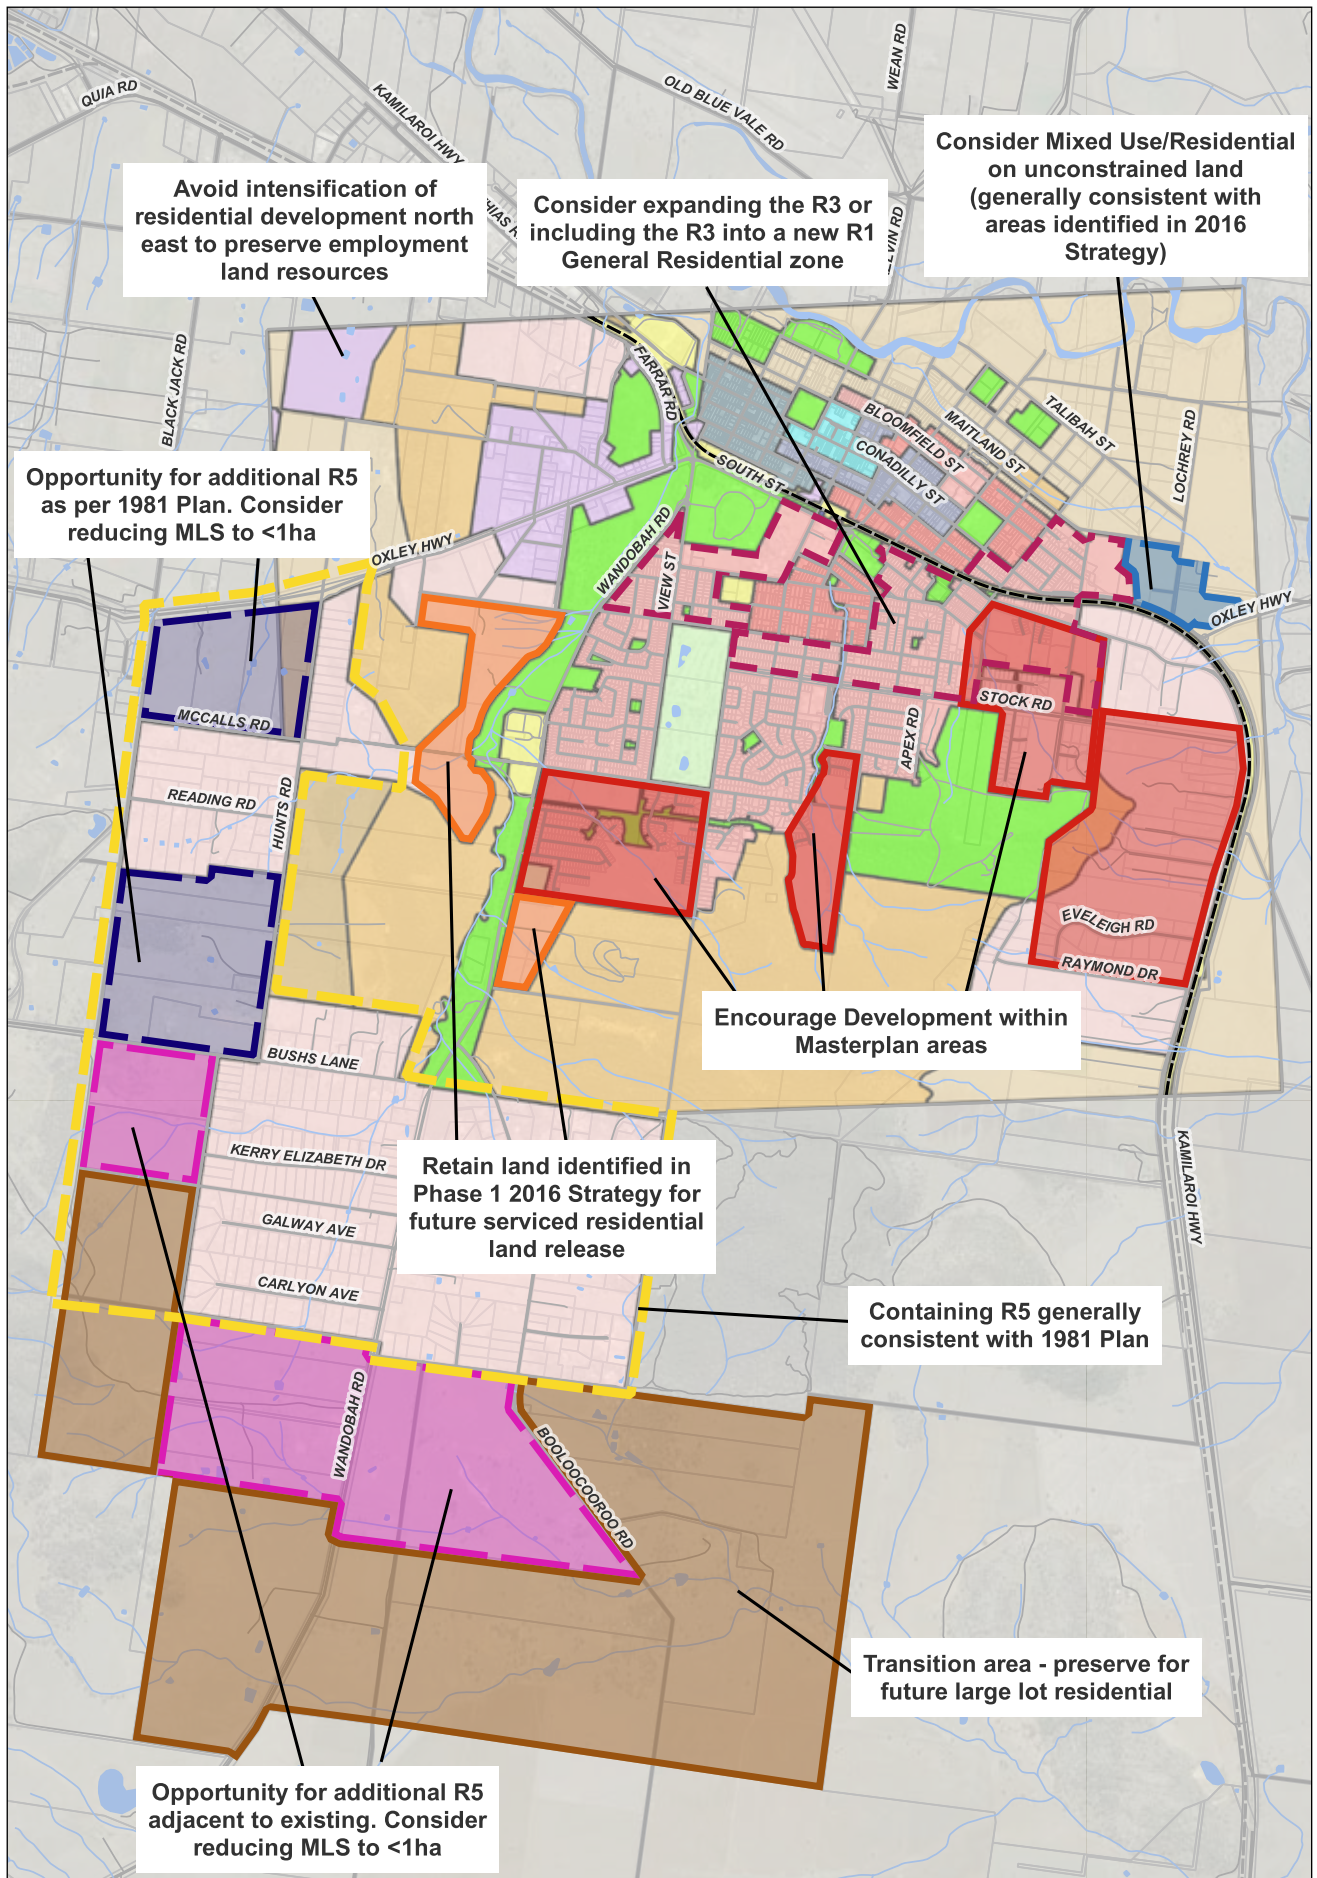 QUIA RD
KAMILAROI HWY
OLD BLUE VALE RD
WEAN RD
Consider Mixed Use/Residential
on unconstrained land
(generally consistent with
areas identified in 2016
Strategy)
Avoid intensification of
residential development north
east to preserve employment
land resources
Consider expanding the R3 or
including the R3 into a new R1
General Residential zone
BLACK JACK RD
FARRAR RD
BLOOMFIELD ST
MAITLAND ST
TALIBAH ST
CONADILLY ST
LOCHREY RD
SOUTH ST
Opportunity for additional R5
as per 1981 Plan. Consider
reducing MLS to <1ha
OXLEY HWY
WANDOBAH RD
VIEW ST
OXLEY HWY
MCCALLS RD
STOCK RD
APEX RD
READING RD
HUNTS RD
EVELEIGH RD
RAYMOND DR
Encourage Development within
Masterplan areas
BUSHS LANE
KERRY ELIZABETH DR
GALWAY AVE
CARLYON AVE
Retain land identified in
Phase 1 2016 Strategy for
future serviced residential
land release
KAMILAROI HWY
Containing R5 generally
consistent with 1981 Plan
WANDOBAH RD
BOOLOOCOOROO RD
Transition area - preserve for
future large lot residential
Opportunity for additional R5
adjacent to existing. Consider
reducing MLS to <1ha